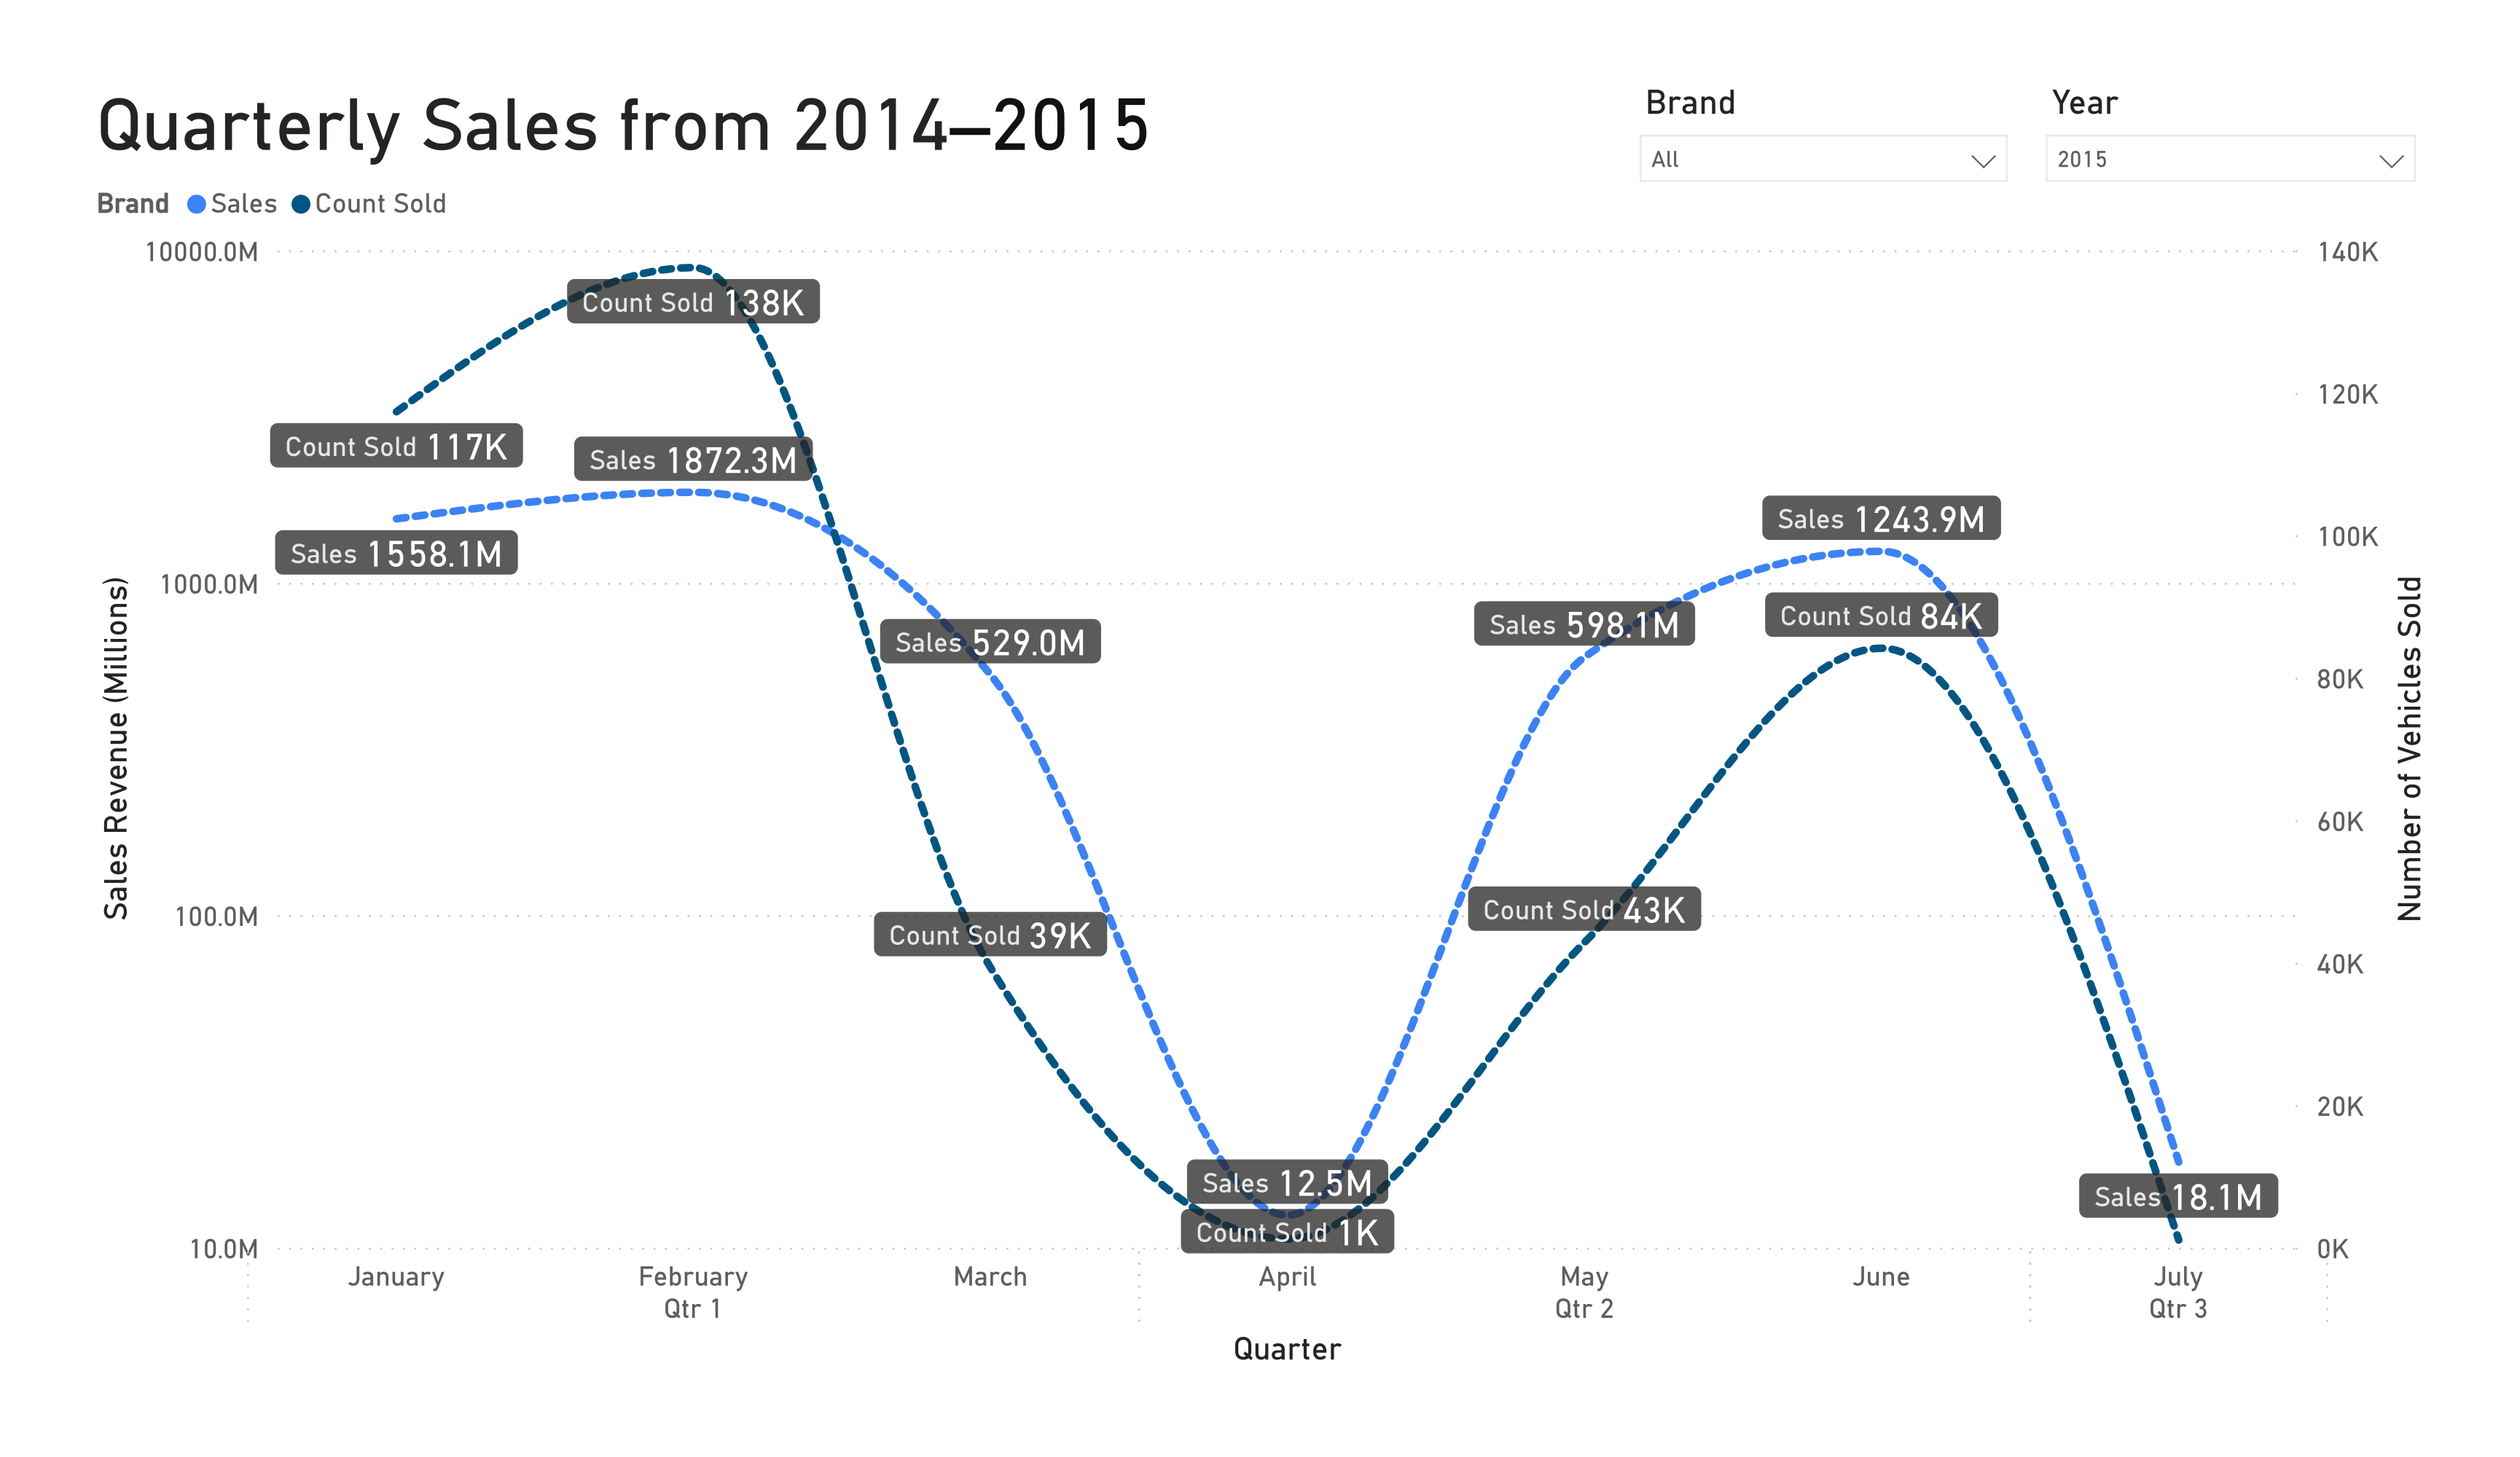 Quarterly Sales from 2014–2015
Brand
All
Year
2015
Brand Sales Count Sold
10000.0M
1000.0M
100.0M
10.0M
Sales Revenue (Millions)
140K
120K
100K
80K
60K
40K
20K
0K
Number of Vehicles Sold
Count Sold 138K
Count Sold 117K
Sales 1872.3M
Sales 1558.1M
Sales 529.0M
Count Sold 39K
Sales 12.5M
Count Sold 1K
Sales 598.1M
Count Sold 43K
Sales 1243.9M
Count Sold 84K
Sales 18.1M
January February March April May June July
Qtr 1 Qtr 2 Qtr 3
Quarter